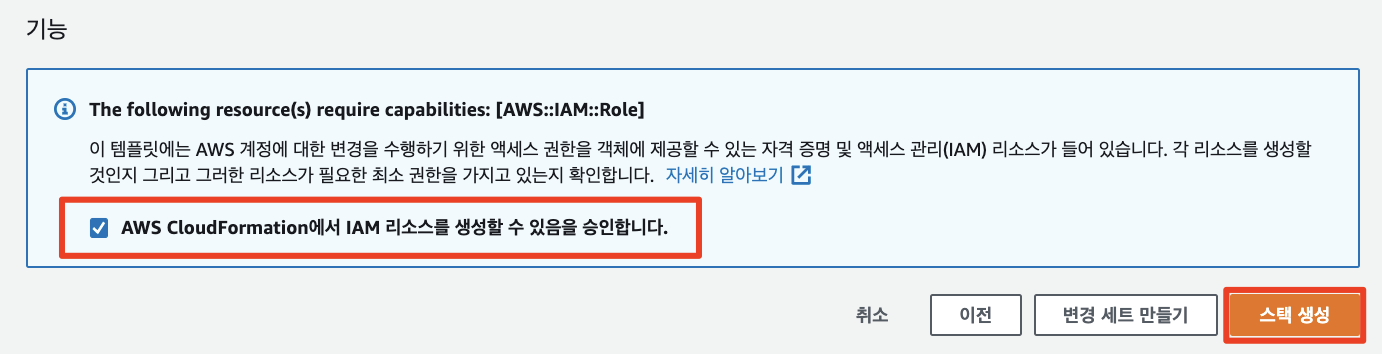 기능
The following resource(s) require capabilities: [AWS::IAM::Role]
이 템플릿에는 AWS 계정에 대한 변경을 수행하기 위한 액세스 권한을 객체에 제공할 수 있는 자격 증명 및 액세스 관리(IAM) 리소스가 들어 있습니다. 각 리소스를 생성할
것인지 그리고 그러한 리소스가 필요한 최소 권한을 가지고 있는지 확인합니다. 자세히 알아보기
AWS CloudFormation에서 IAM 리소스를 생성할 수 있음을 승인합니다.
취소 이전 변경 세트 만들기 스택 생성